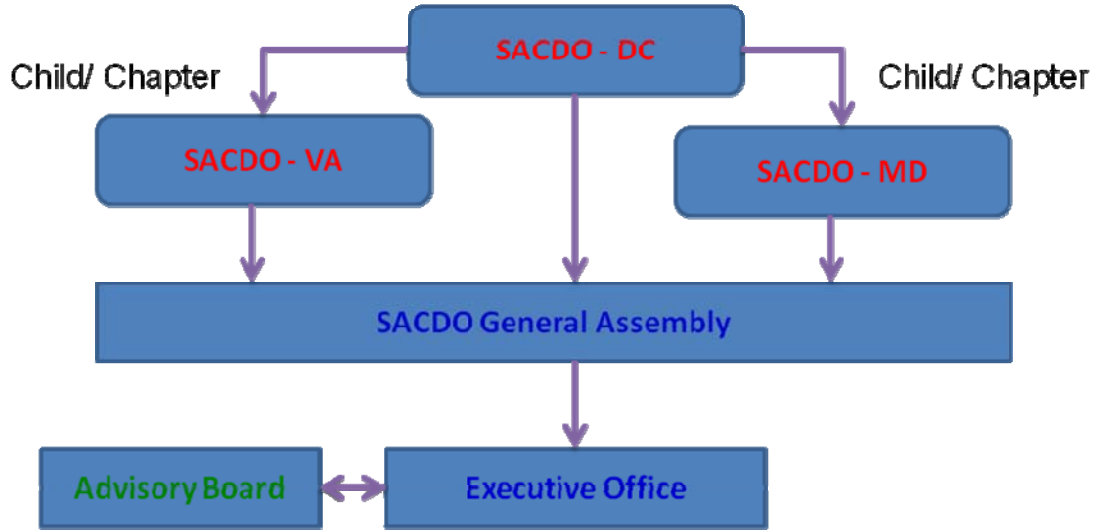 SACDO - DC
Child/ Chapter
Child/ Chapter
SACDO - VA
SACDO - MD
SACDO General Assembly
Advisory Board
Executive Office